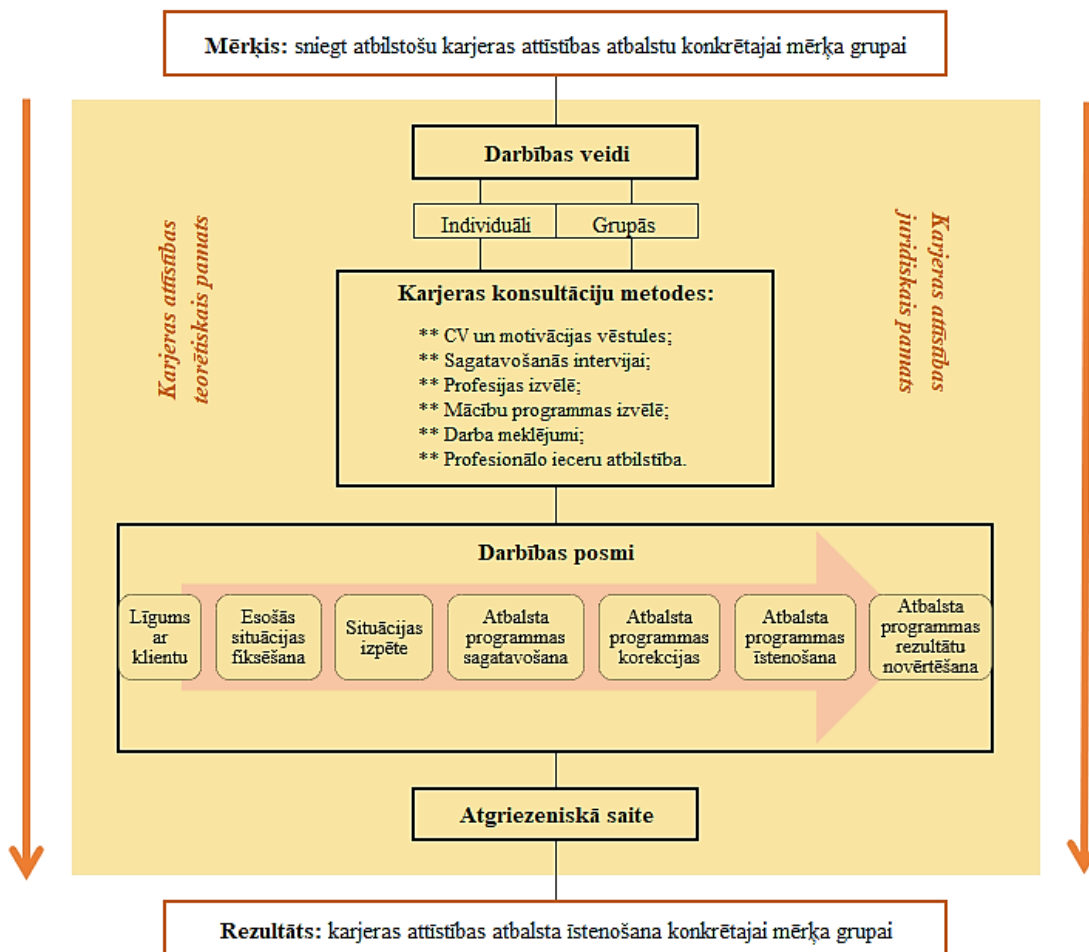 Mērķis: sniegt atbilstošu karjeras attīstības atbalstu konkrētajai mērķa grupai
Darbības veidi
Individuāli
Grupās
Karjeras attīstības
teorētiskais pamats
Karjeras attīstības
juridiskais pamats
Karjeras konsultāciju metodes:
** CV un motivācijas vēstules;
** Sagatavošanās intervijai;
** Profesijas izvēlē;
** Mācību programmas izvēlē;
** Darba meklējumi;
** Profesionālo ieceru atbilstība.
Darbības posmi
Līgums
ar
klientu
Esošās
situācijas
fiksēšana
Situācijas
izpēte
Atbalsta
programmas
sagatavošana
Atbalsta
programmas
korekcijas
Atbalsta
programmas
īstenošana
Atbalsta
programmas
rezultātu
novērtēšana
Atgriezeniskā saite
Rezultāts: karjeras attīstības atbalsta īstenošana konkrētajai mērķa grupai